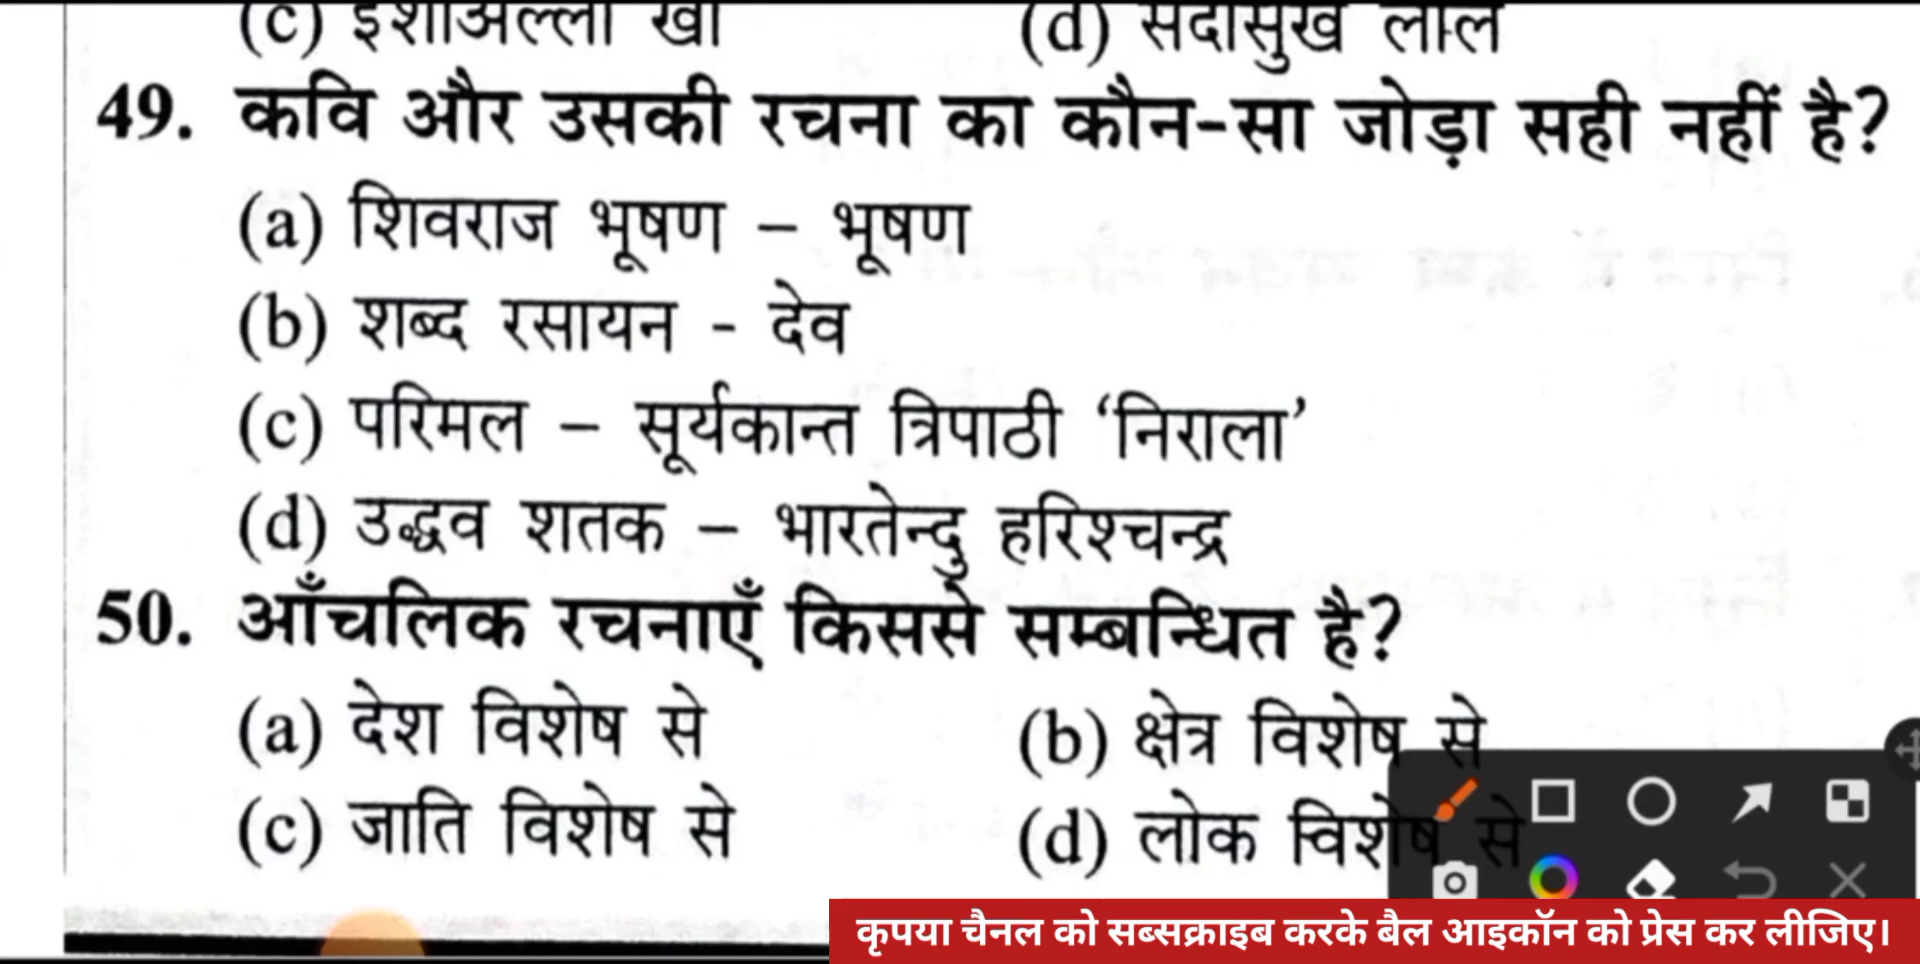 (c) इंशाअल्ला खाँ (d) सदासुख लाल
49. कवि और उसकी रचना का कौन-सा जोड़ा सही नहीं है?
(a) शिवराज भूषण – भूषण
(b) शब्द रसायन - देव
(c) परिमल – सूर्यकान्त त्रिपाठी ‘निराला’
(d) उद्धव शतक – भारतेन्दु हरिश्चन्द्र
50. आँचलिक रचनाएँ किससे सम्बन्धित है?
(a) देश विशेष से (b) क्षेत्र विशेष से
(c) जाति विशेष से (d) लोक विशेष से
कृपया चैनल को सब्सक्राइब करके बैल आइकॉन को प्रेस कर लीजिए।